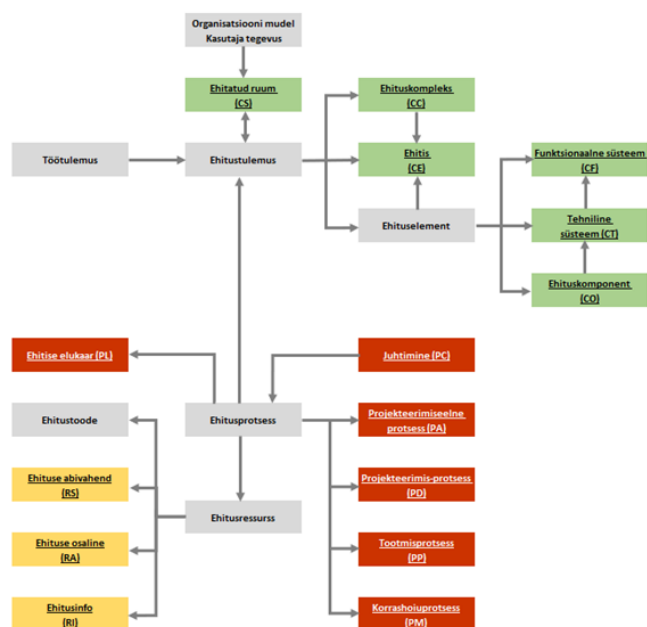 Organisatsiooni mudel
Kasutaja tegevus
Ehitatud ruum
(CS)
Ehituskompleks
(CC)
Töötulemus
Ehitustulemus
Ehitis
(CE)
Funktsionaalne süsteem
(CF)
Ehituselement
Tehniline
süsteem (CT)
Ehituskomponent
(CO)
Ehitise elukaar (PL)
Juhtimine (PC)
Ehitustoode
Ehitusprotsess
Projekteerimiseelne
protsess (PA)
Ehituse abivahend
(RS)
Projekteerimis-protsess
(PD)
Ehitusressurss
Ehituse osaline
(RA)
Tootmisprotsess
(PP)
Ehitusinfo
(RI)
Korrashoiuprotsess
(PM)